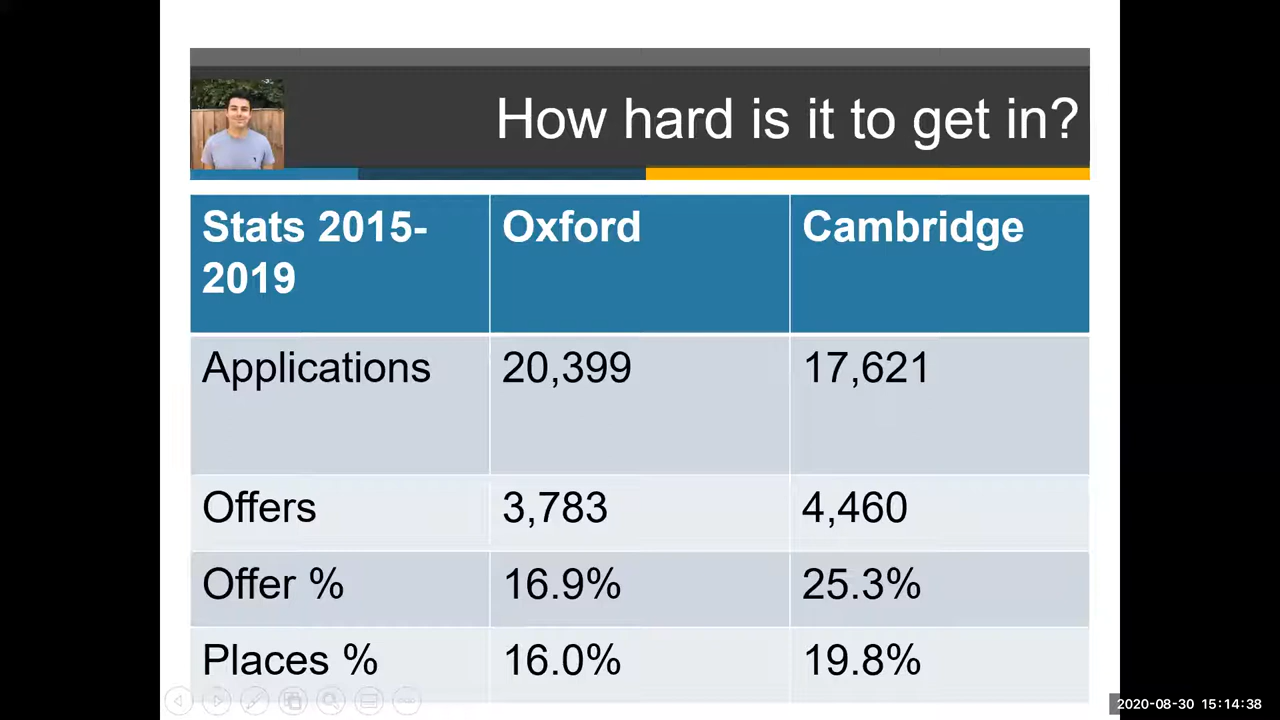 How hard is it to get in?
Stats 2015-
2019
Oxford
Cambridge
Applications
20,399
17,621
Offers
3,783
4,460
Offer %
16.9%
25.3%
Places %
16.0%
19.8%
2020-08-30 15:14:38